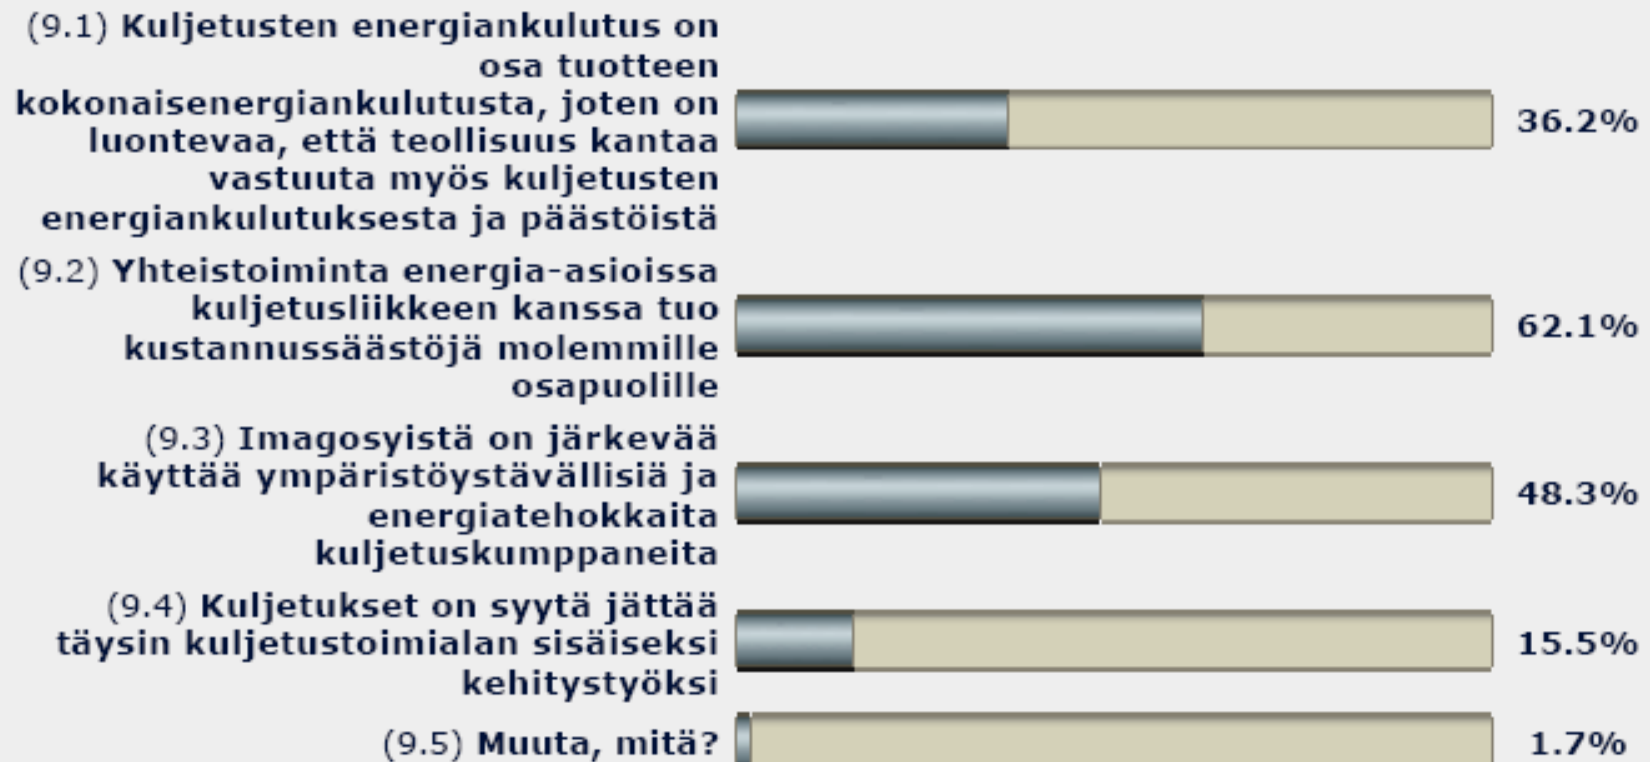 (9.1) Kuljetusten energiankulutus on
osa tuotteen
kokonaisenergiankulutusta, joten on
luontevaa, että teollisuus kantaa
vastuuta myös kuljetusten
energiankulutuksesta ja päästöistä
36.2%
(9.2) Yhteistoiminta energia-asioissa
kuljetusliikkeen kanssa tuo
kustannussäästöjä molemmille
osapuolille
62.1%
(9.3) Imagosyistä on järkevää
käyttää ympäristöystävällisiä ja
energiatehokkaita
kuljetuskumppaneita
48.3%
(9.4) Kuljetukset on syytä jättää
täysin kuljetustoimialan sisäiseksi
kehitystyöksi
15.5%
(9.5) Muuta, mitä?
1.7%